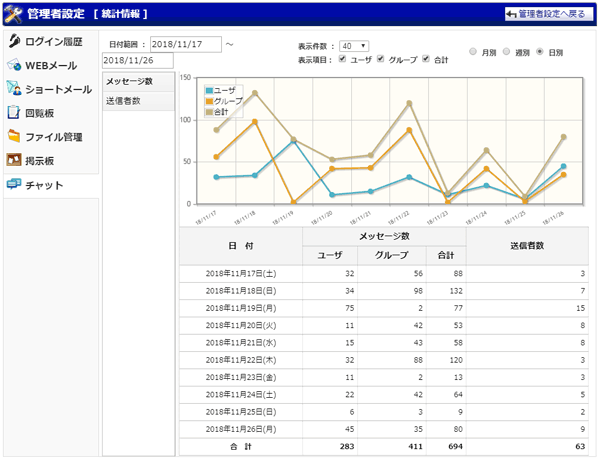 管理者設定 [ 統計情報 ]
管理者設定へ戻る
ログイン履歴
WEBメール
ショートメール
回覧板
ファイル管理
掲示板
チャット
日付範囲 : 2018/11/17 ～
2018/11/26
表示件数 : 40
表示項目 : ユーザ グループ 合計
月別 週別 日別
メッセージ数
送信者数
ユーザ
グループ
合計
150
100
50
0
18/11/17 18/11/18 18/11/19 18/11/20 18/11/21 18/11/22 18/11/23 18/11/24 18/11/25 18/11/26
日 付 メッセージ数 送信者数
ユーザ グループ 合計
2018年11月17日(土) 32 56 88 3
2018年11月18日(日) 34 98 132 7
2018年11月19日(月) 75 2 77 15
2018年11月20日(火) 11 42 53 8
2018年11月21日(水) 15 43 58 8
2018年11月22日(木) 32 88 120 3
2018年11月23日(金) 11 2 13 3
2018年11月24日(土) 22 42 64 5
2018年11月25日(日) 6 3 9 2
2018年11月26日(月) 45 35 80 9
合 計 283 411 694 63